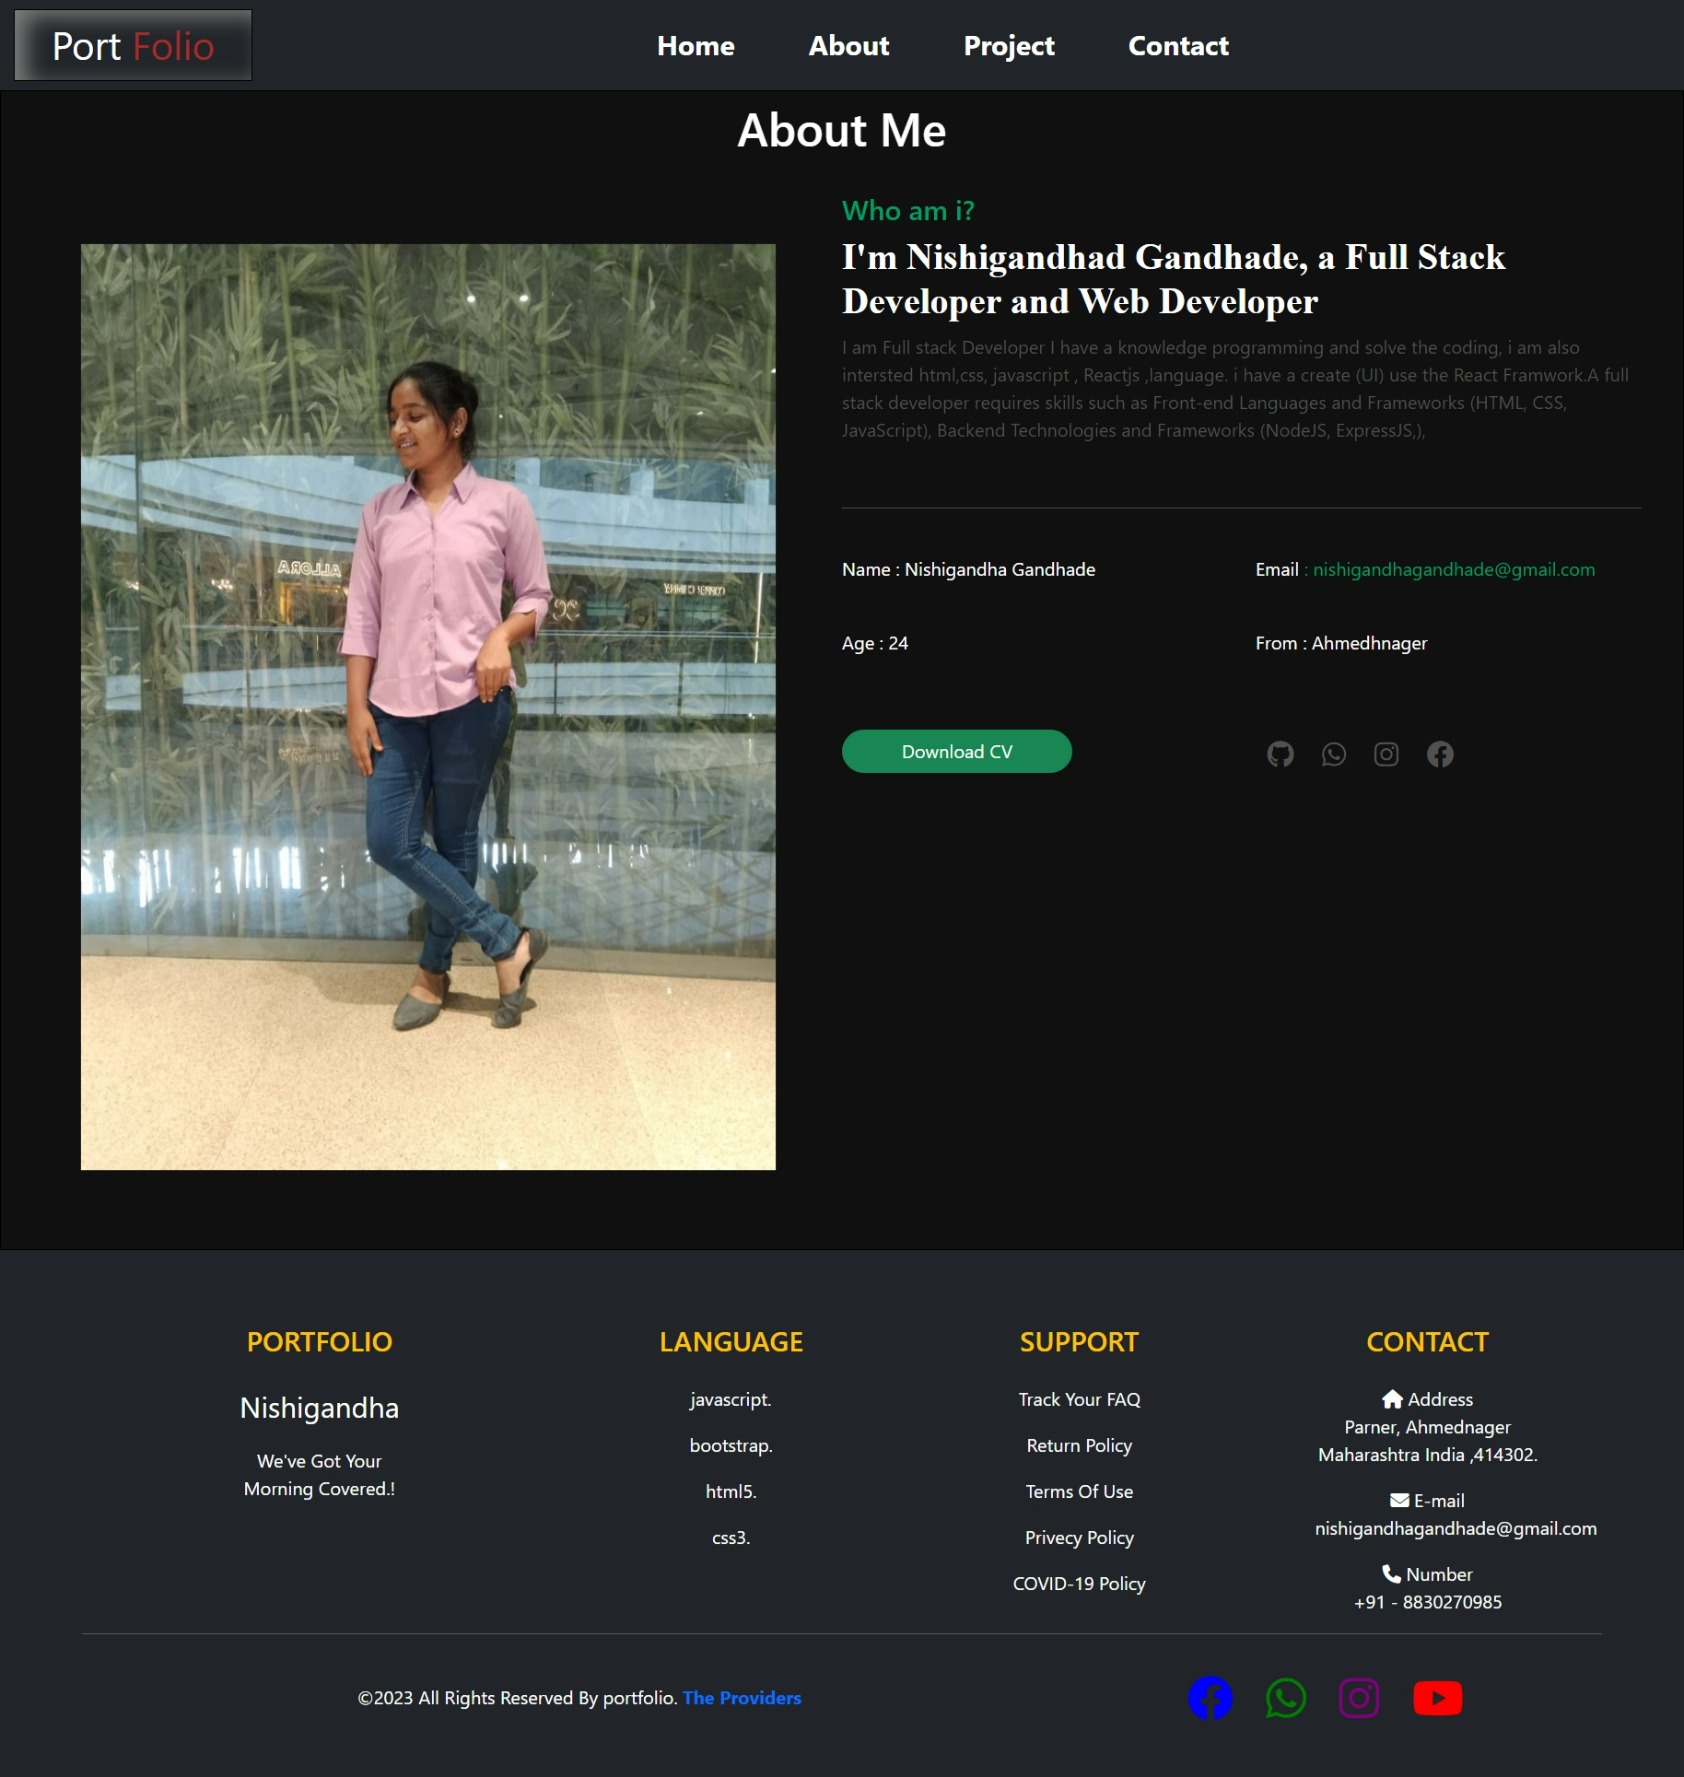 Port Folio
Home
About
Project
Contact
About Me
Who am i?
I'm Nishigandhad Gandhade, a Full Stack
Developer and Web Developer
I am Full stack Developer I have a knowledge programming and solve the coding, i am also
intersted html,css, javascript , Reactjs ,language. i have a create (UI) use the React Framwork.A full
stack developer requires skills such as Front-end Languages and Frameworks (HTML, CSS,
JavaScript), Backend Technologies and Frameworks (NodeJS, ExpressJS,),
Name : Nishigandha Gandhade
Email : nishigandhagandhade@gmail.com
Age : 24
From : Ahmedhnager
Download CV
ALLORA
PORTFOLIO
Nishigandha
We've Got Your
Morning Covered.!
LANGUAGE
javascript.
bootstrap.
html5.
css3.
SUPPORT
Track Your FAQ
Return Policy
Terms Of Use
Privecy Policy
COVID-19 Policy
CONTACT
Address
Parner, Ahmednager
Maharashtra India ,414302.
E-mail
nishigandhagandhade@gmail.com
Number
+91 - 8830270985
©2023 All Rights Reserved By portfolio. The Providers